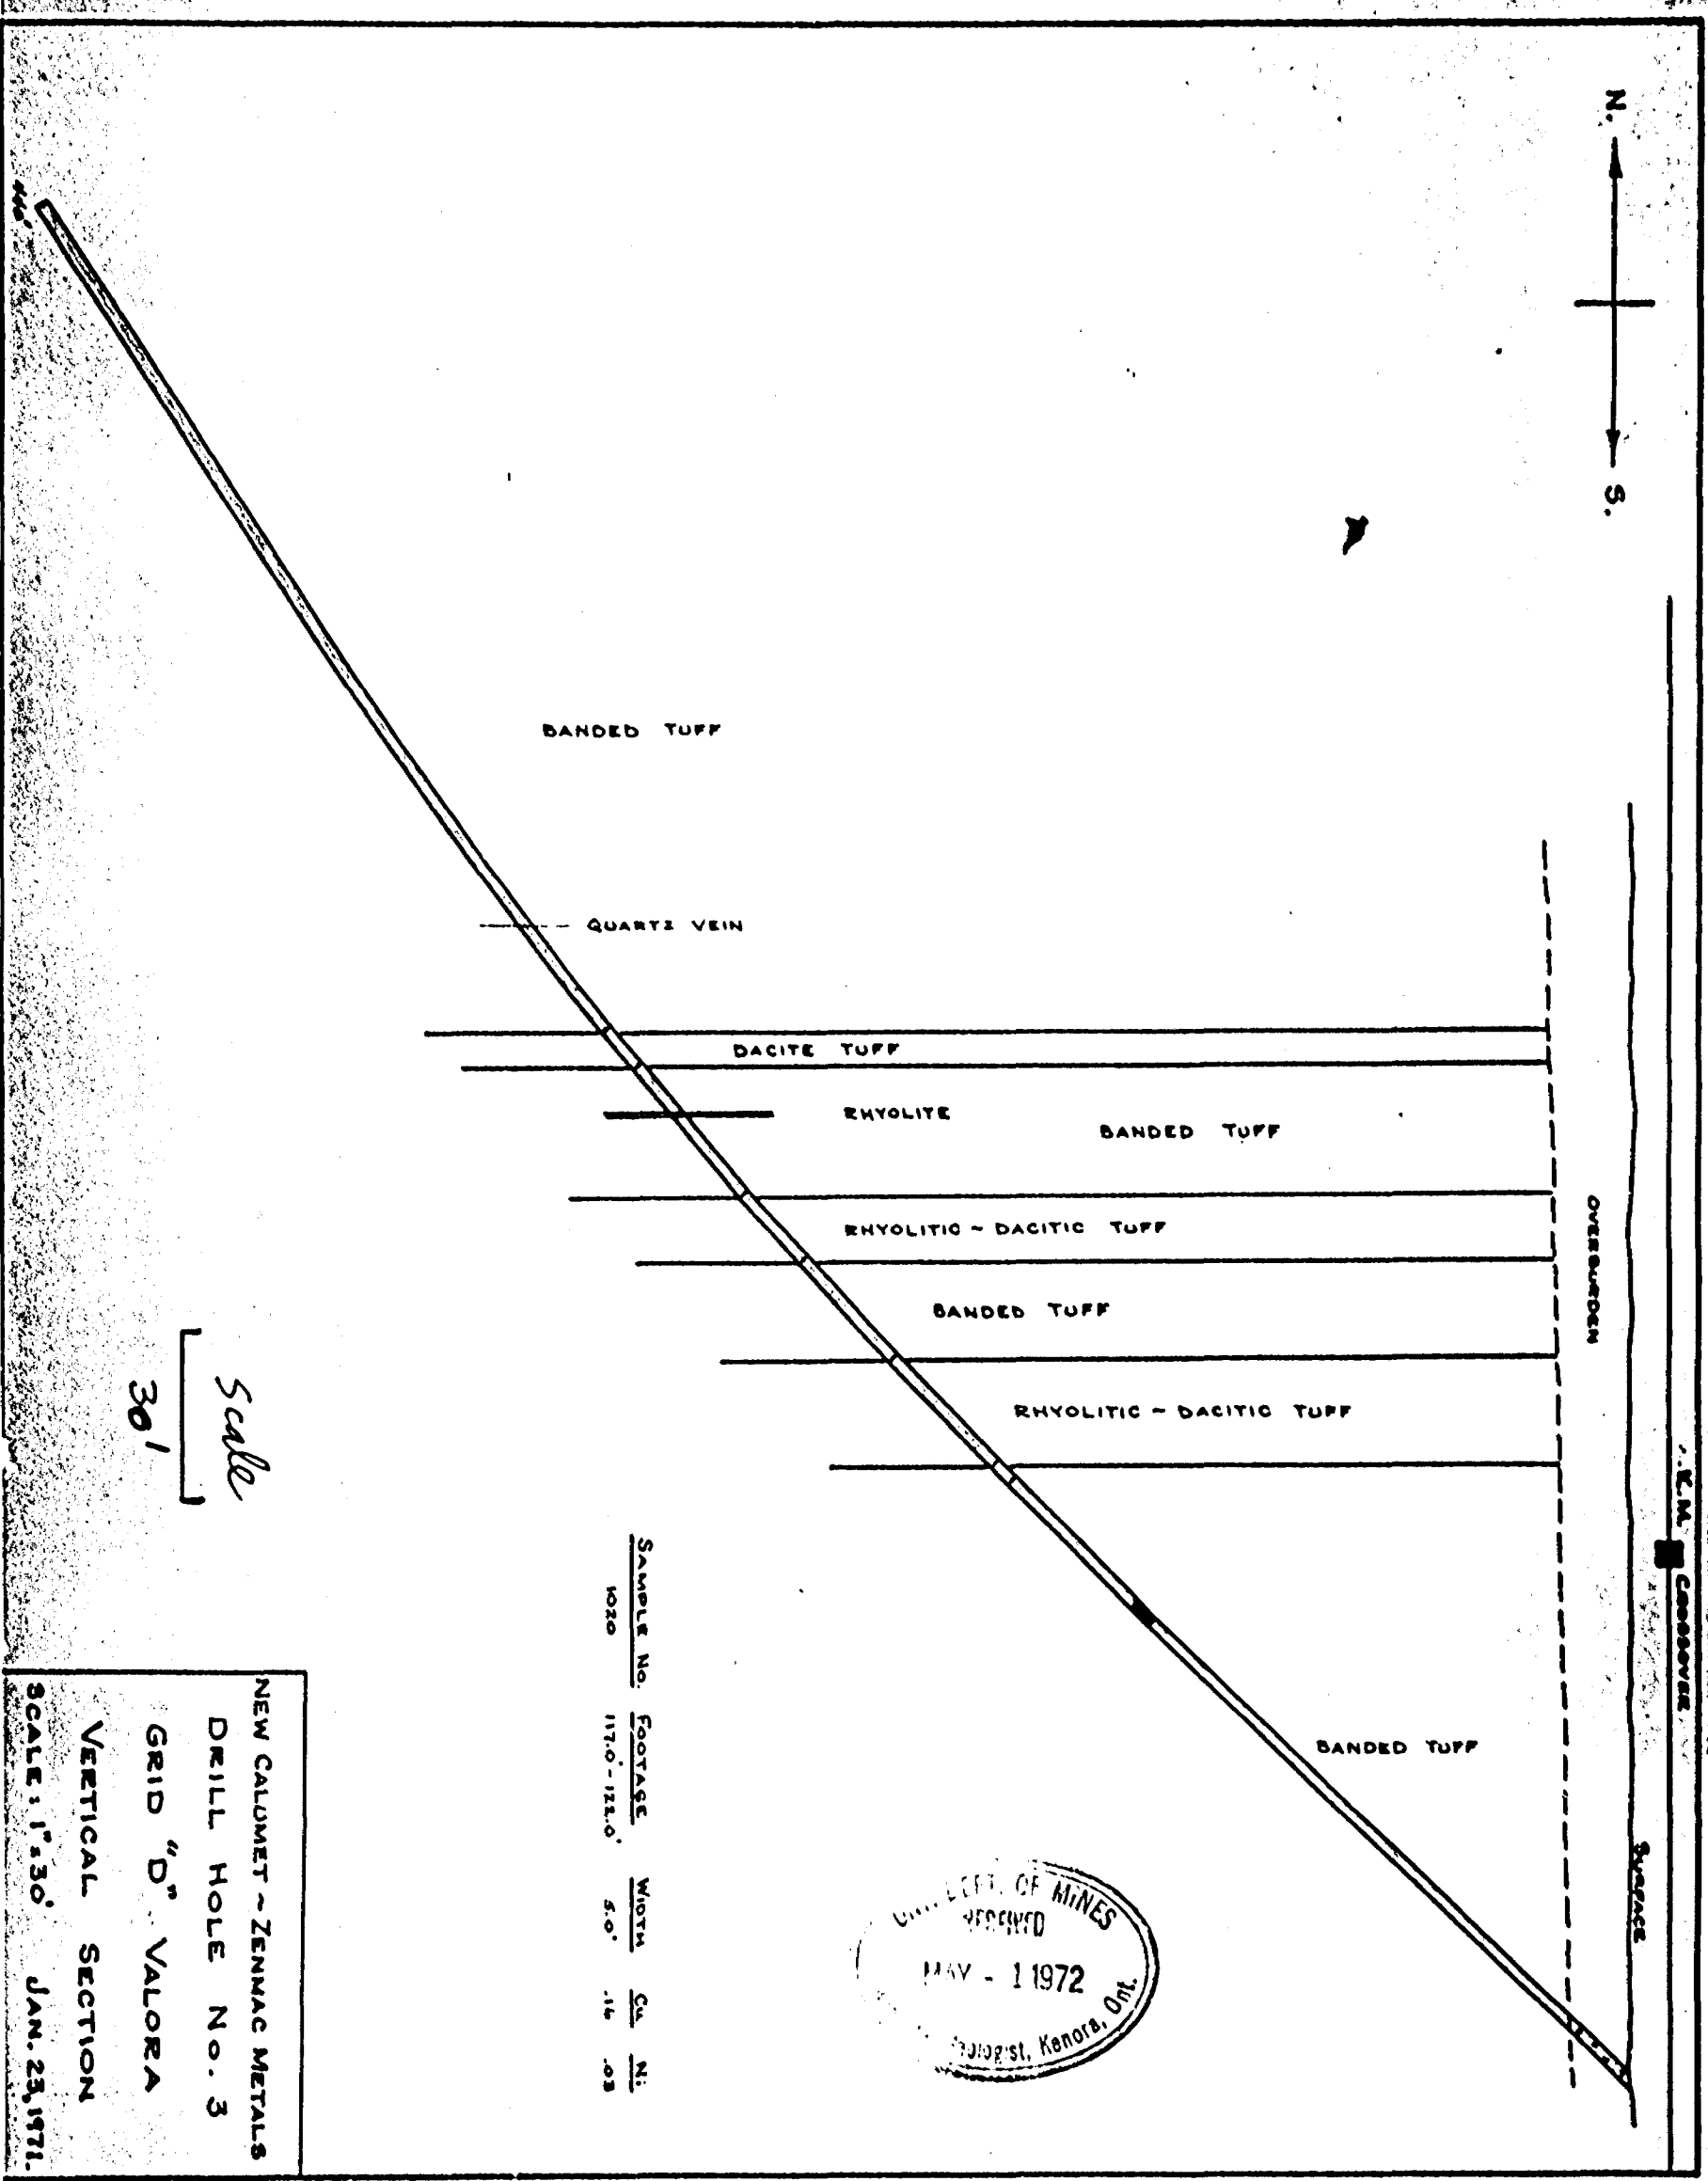 N. S.
E.M. CROSSOVER
SURFACE
OVERBURDEN
BANDED TUFF
QUARTZ VEIN
DACITE TUFF
RHYOLITE
BANDED TUFF
RHYOLITIC ~ DACITIC TUFF
BANDED TUFF
RHYOLITIC ~ DACITIC TUFF
BANDED TUFF
Scale
30'
SAMPLE No. FOOTAGE WIDTH Cu Ni
1020 117.0'-122.0' 5.0' .14 .03
DEPT. OF MINES
RECEIVED
MAY - 1 1972
Kenora, Ont.
NEW CALUMET ~ ZENMAC METALS
DRILL HOLE No. 3
GRID "D" VALORA
VERTICAL SECTION
SCALE: 1"=30' JAN. 23, 1971.